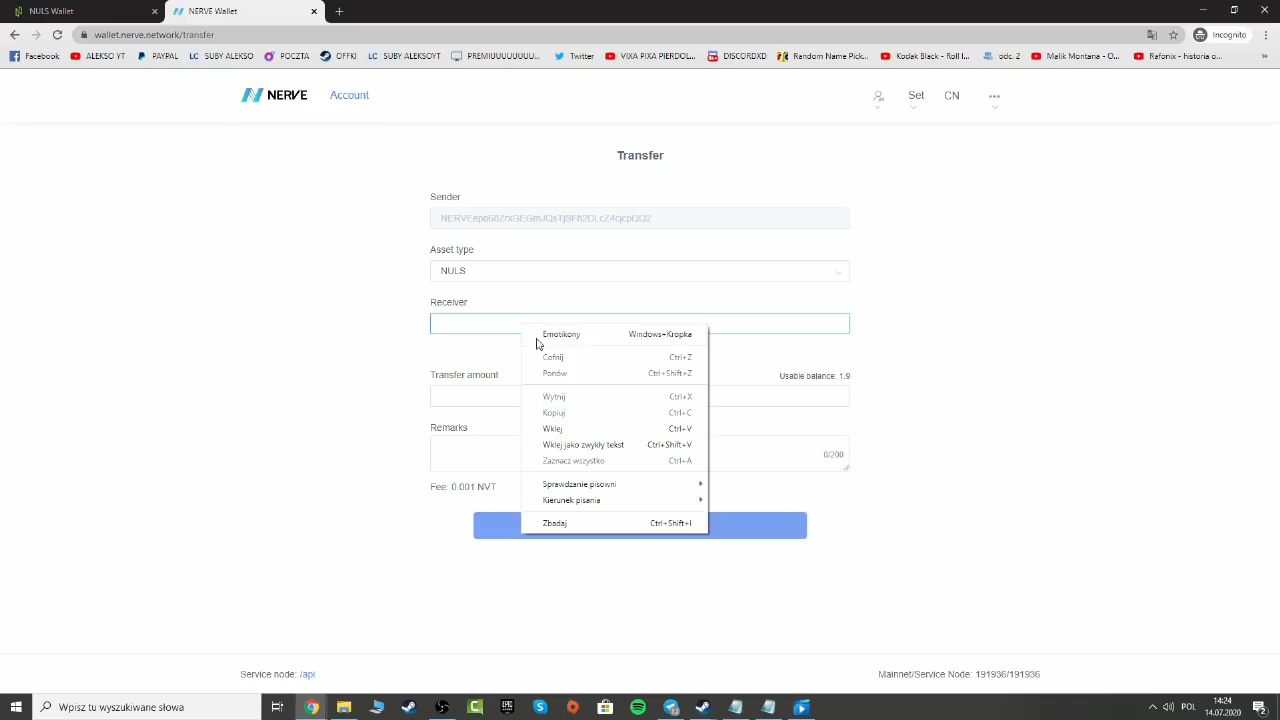 NULS Wallet
NERVE Wallet
wallet.nerve.network/transfer
Incognito
Facebook
ALEKSO YT
PAYPAL
SUBY ALEKSO
POCZTA
OFFKI
SUBY ALEKSOYT
PREMIUUUUUUU...
Twitter
VIXA PIXA PIERDOL...
DISCORDXD
Random Name Pick...
Kodak Black - Roll I...
odc. 2
Malik Montana - O...
Rafonix - historia o...
»
NERVE
Account
Set
CN
Transfer
Sender
Asset type
NULS
Receiver
Emotikony Windows+Kropka
Cofnij Ctrl+Z
Ponów Ctrl+Shift+Z
Transfer amount
Usable balance: 1.9
Wytnij Ctrl+X
Kopiuj Ctrl+C
Wklej Ctrl+V
Wklej jako zwykły tekst Ctrl+Shift+V
Zaznacz wszystko Ctrl+A
Remarks
0/200
Sprawdzanie pisowni
Kierunek pisania
Fee: 0.001 NVT
Zbadaj Ctrl+Shift+I
Service node: /api
Mainnet/Service Node: 191936/191936
Wpisz tu wyszukiwane słowa
POL
14:24
14.07.2020